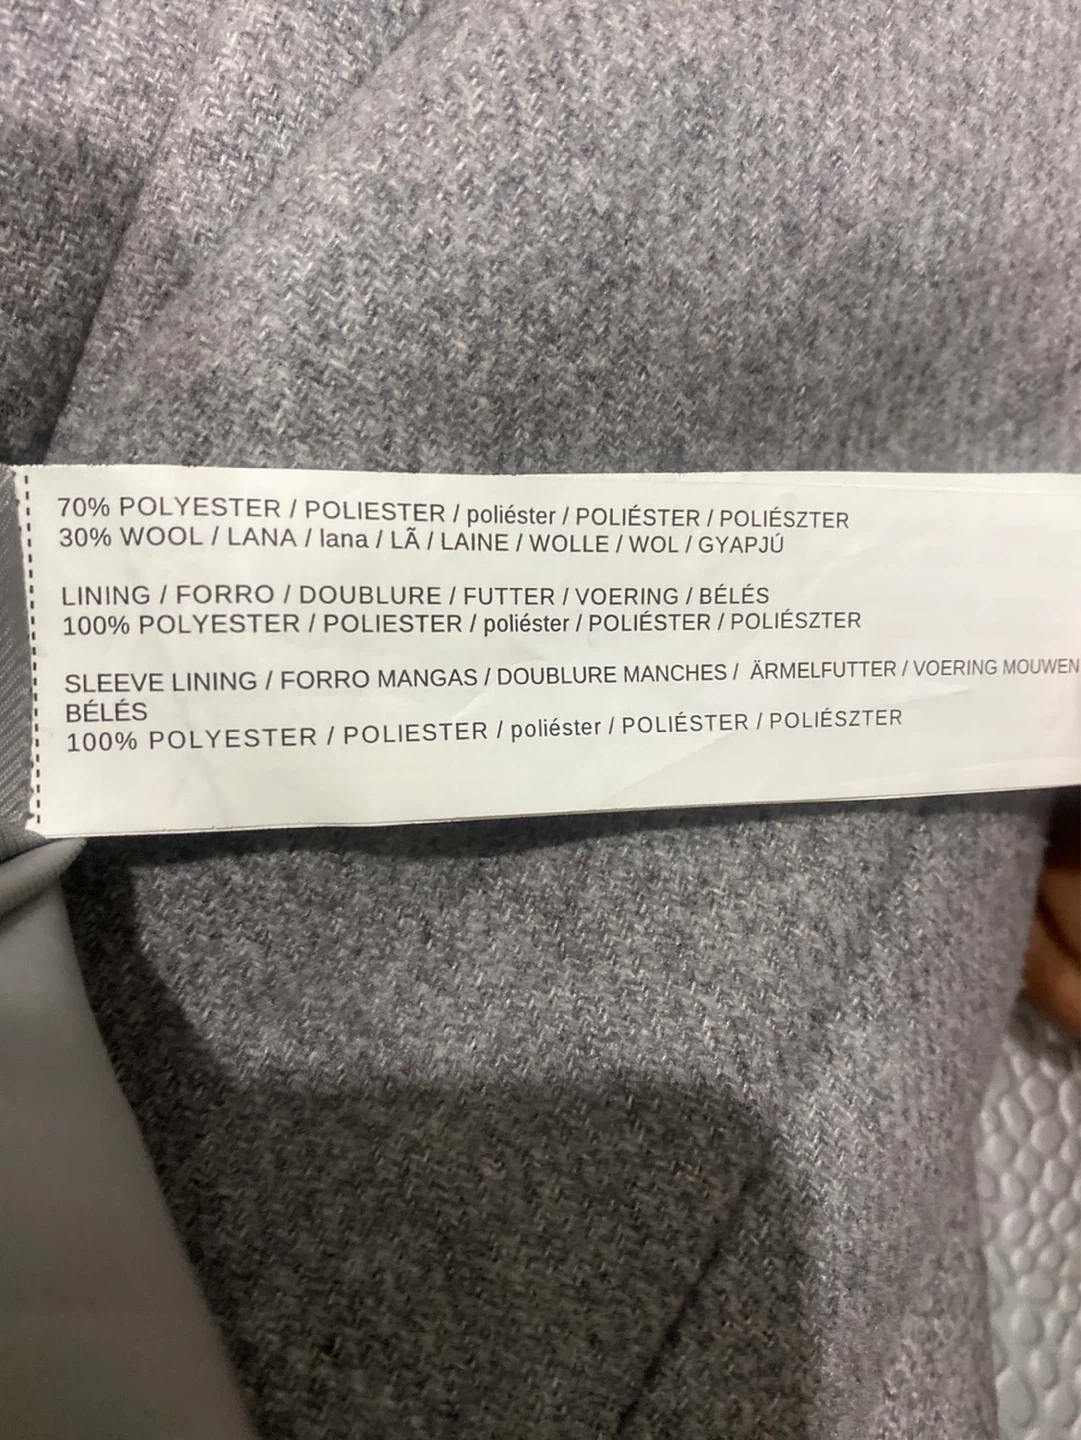 70% POLYESTER / POLIESTER / poliéster / POLIÉSTER / POLIÉSZTER
30% WOOL / LANA / lana / LÃ / LAINE / WOLLE / WOL / GYAPJÚ
LINING / FORRO / DOUBLURE / FUTTER / VOERING / BÉLÉS
100% POLYESTER / POLIESTER / poliéster / POLIÉSTER / POLIÉSZTER
SLEEVE LINING / FORRO MANGAS / DOUBLURE MANCHES / ÄRMELFUTTER / VOERING MOUWEN
BÉLÉS
100% POLYESTER / POLIESTER / poliéster / POLIÉSTER / POLIÉSZTER